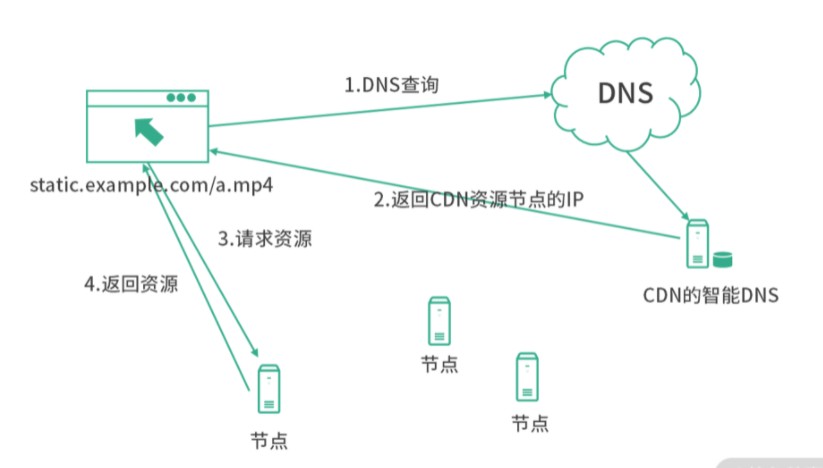 1.DNS查询
DNS
static.example.com/a.mp4
2.返回CDN资源节点的IP
3.请求资源
4.返回资源
CDN的智能DNS
节点
节点
节点